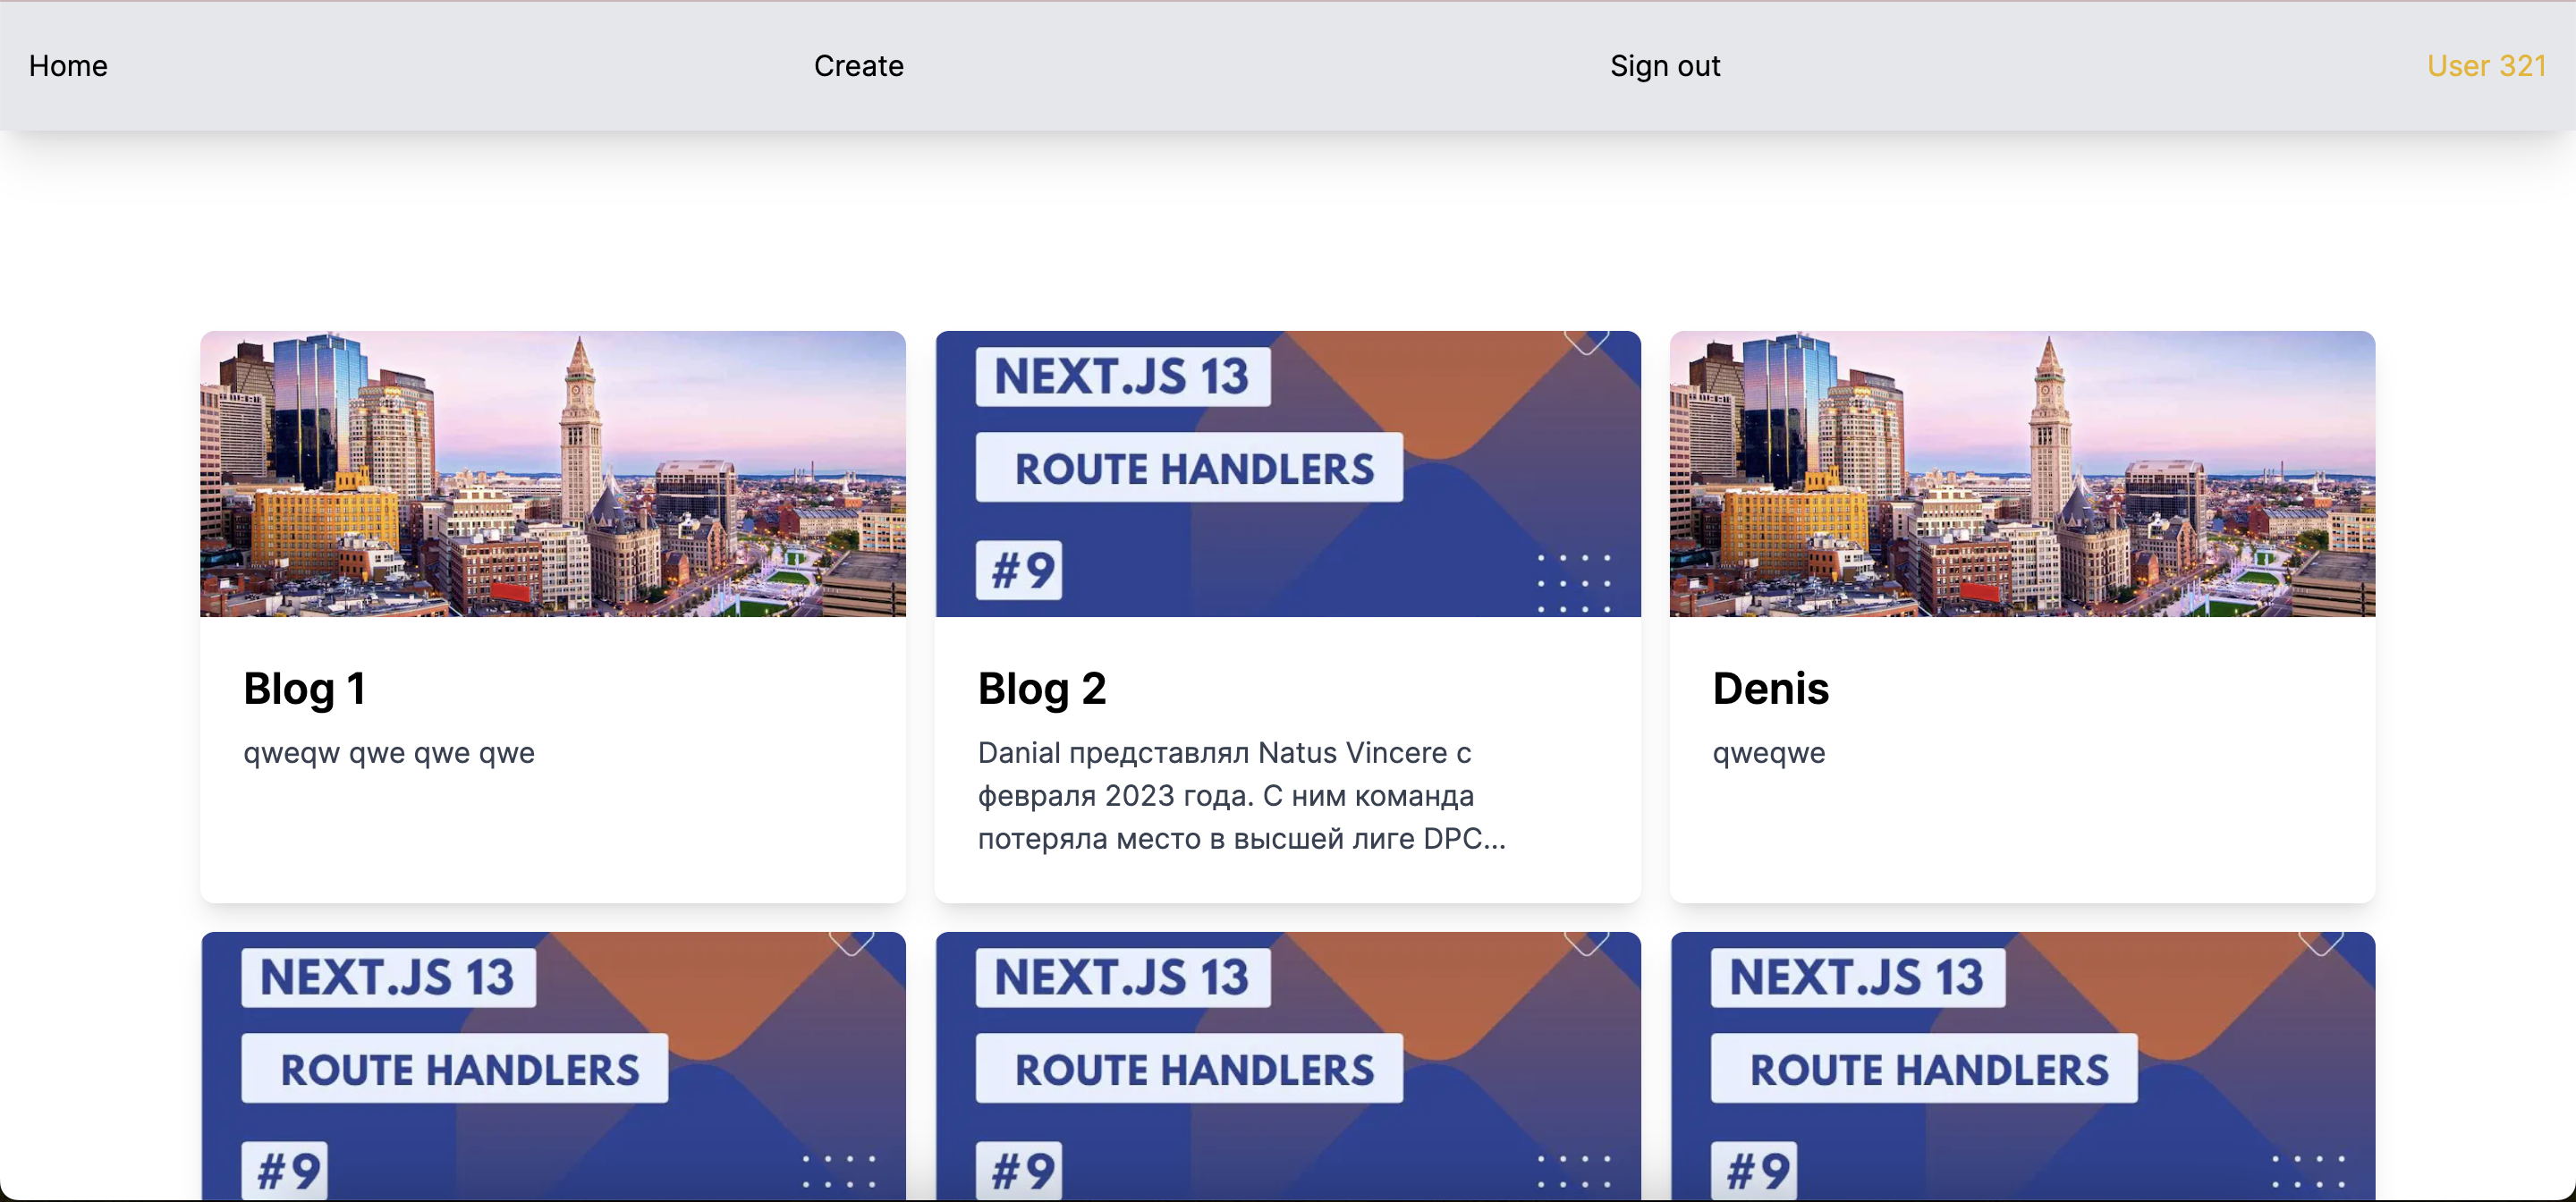 Home
Create
Sign out
User 321
NEXT.JS 13
ROUTE HANDLERS
#9
Blog 1
qweqw qwe qwe qwe
Blog 2
Danial представлял Natus Vincere с
февраля 2023 года. С ним команда
потеряла место в высшей лиге DPC...
Denis
qweqwe
NEXT.JS 13
ROUTE HANDLERS
#9
NEXT.JS 13
ROUTE HANDLERS
#9
NEXT.JS 13
ROUTE HANDLERS
#9